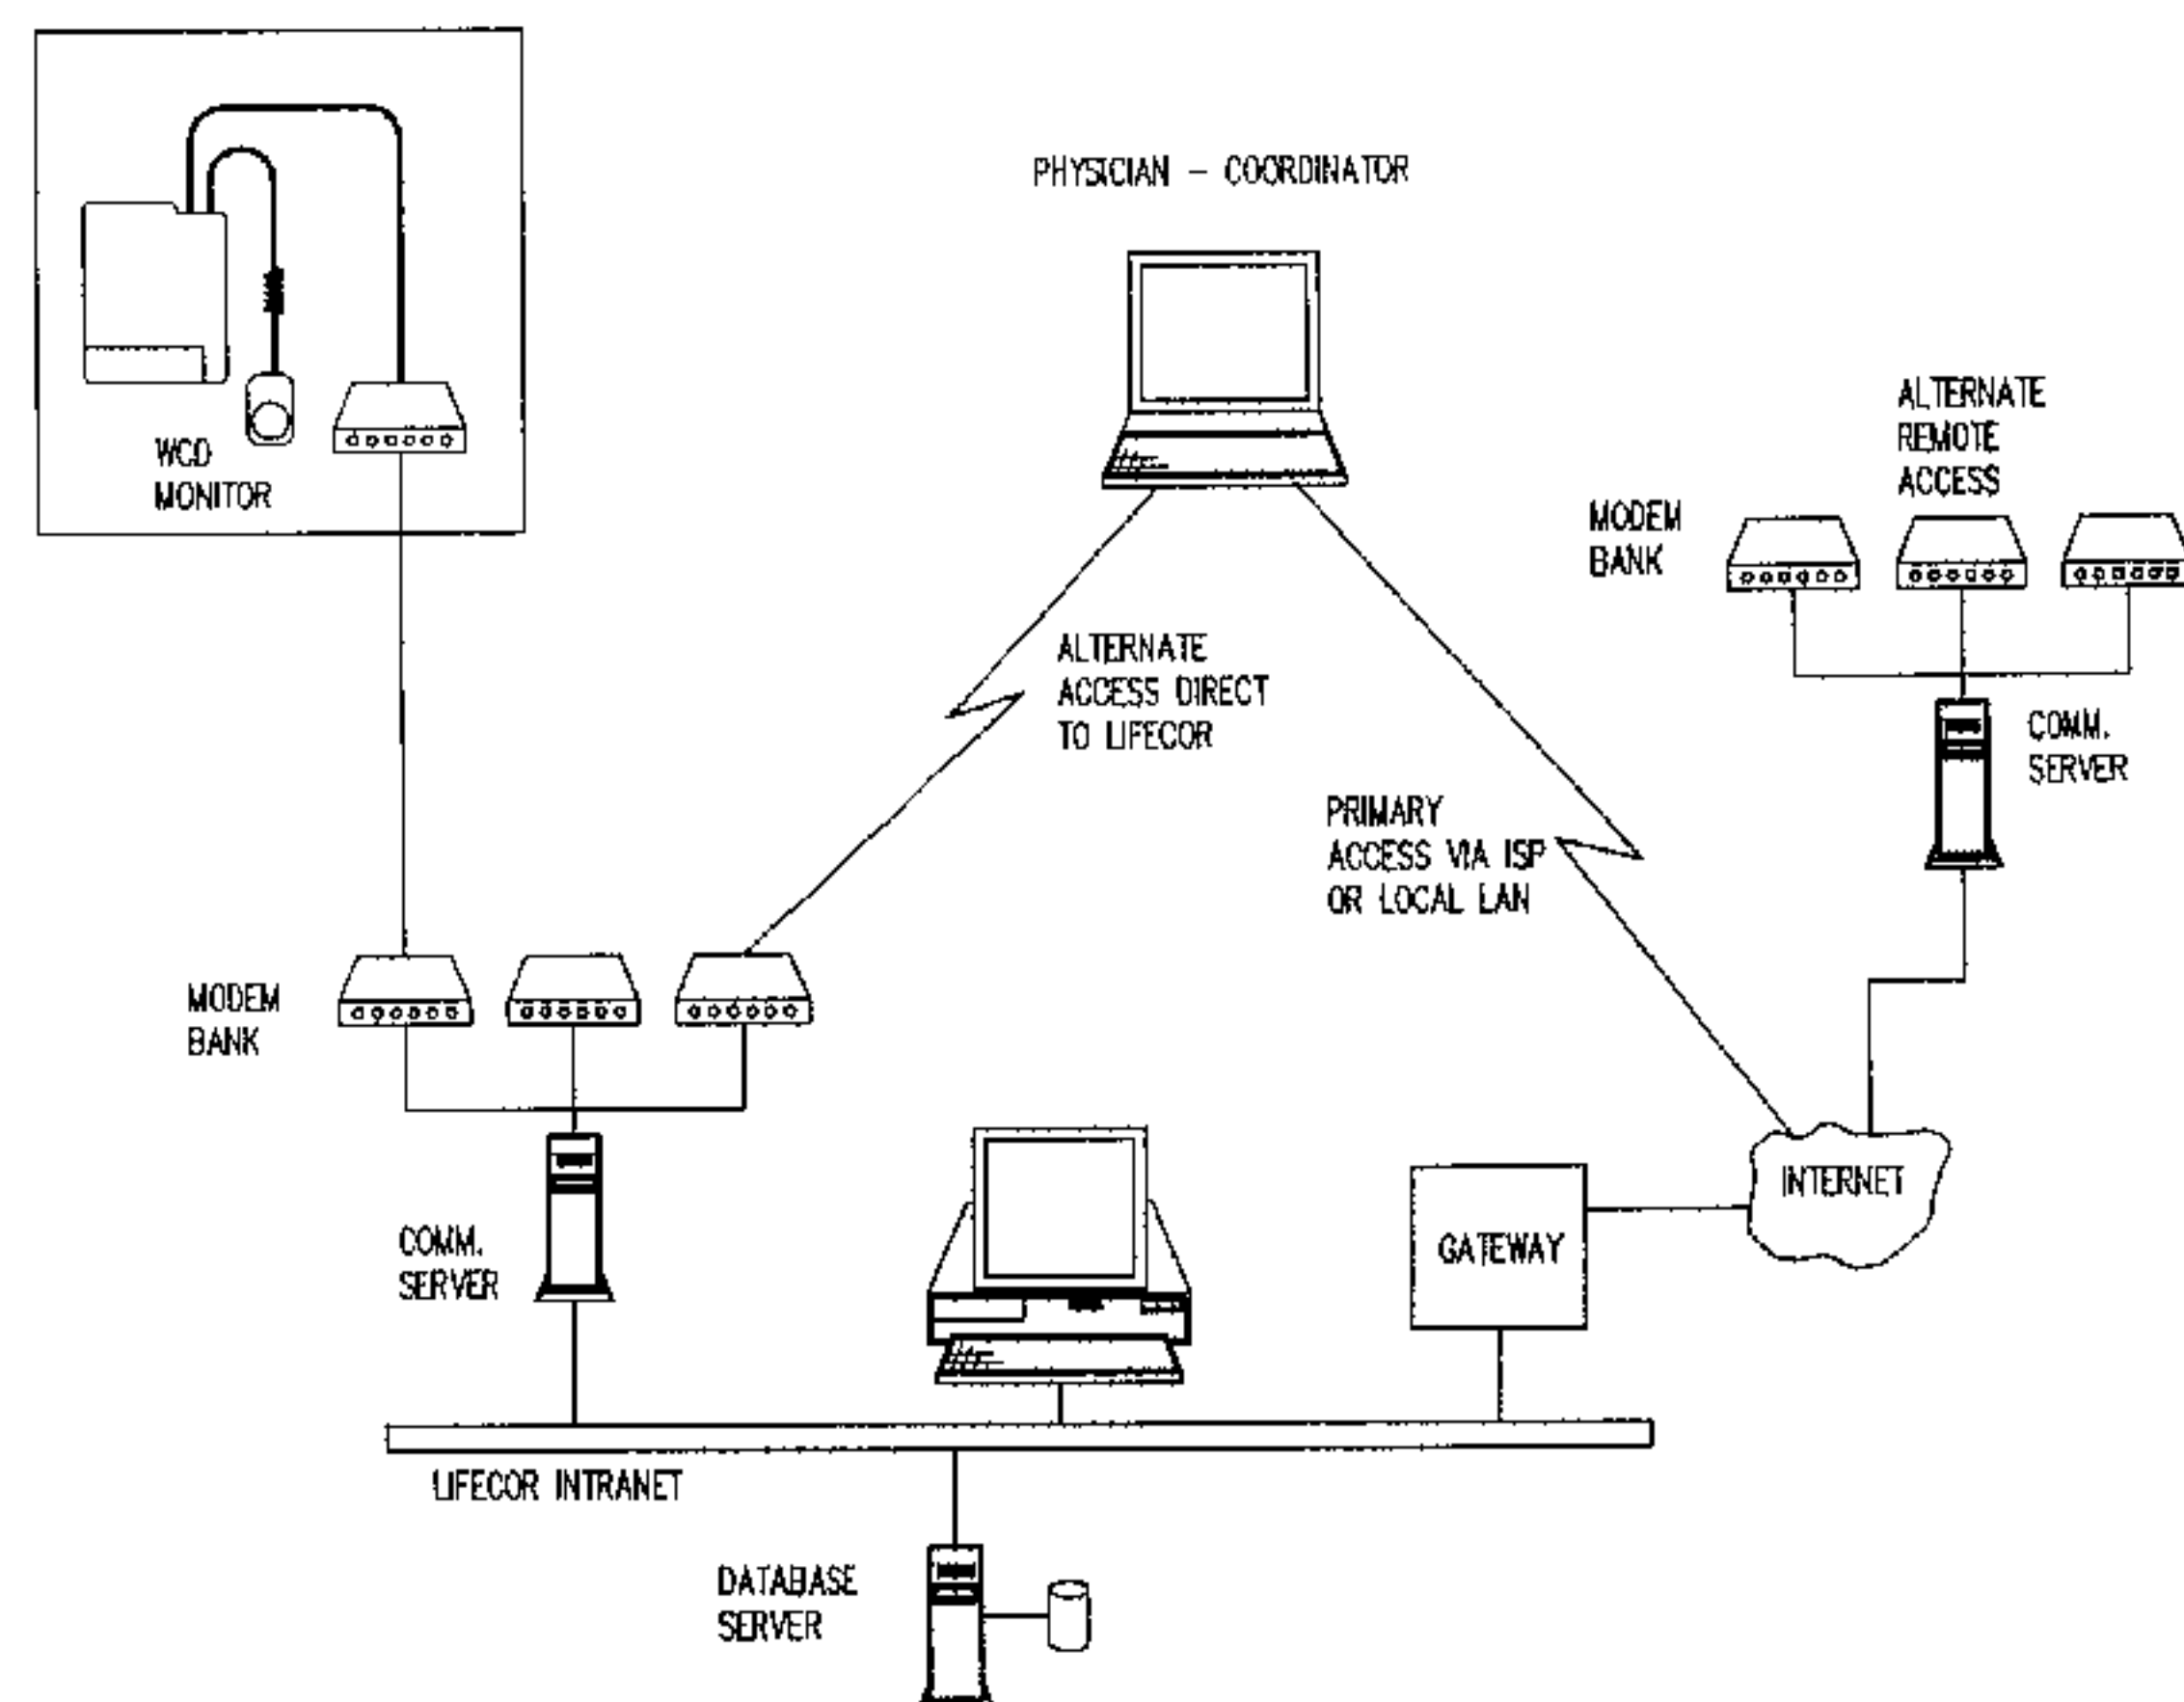 PHYSICIAN - COORDINATOR
WCD
MONITOR
ALTERNATE
REMOTE
ACCESS
MODEM
BANK
ALTERNATE
ACCESS DIRECT
TO LIFECOR
COMM.
SERVER
PRIMARY
ACCESS VIA ISP
OR LOCAL LAN
MODEM
BANK
COMM.
SERVER
GATEWAY
INTERNET
LIFECOR INTRANET
DATABASE
SERVER